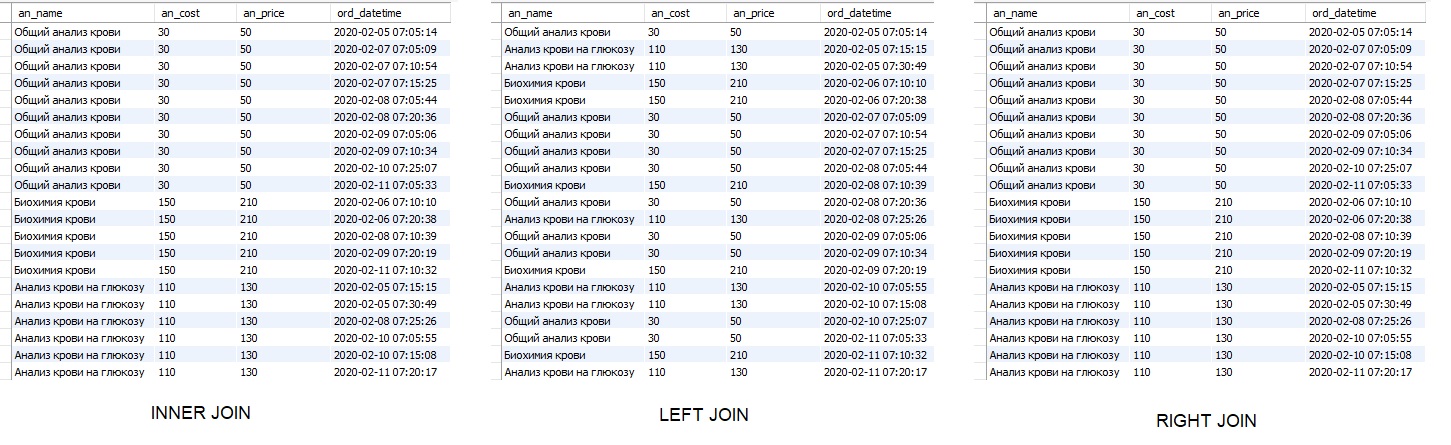 an_name an_cost an_price ord_datetime
Общий анализ крови 30 50 2020-02-05 07:05:14
Общий анализ крови 30 50 2020-02-07 07:05:09
Общий анализ крови 30 50 2020-02-07 07:10:54
Общий анализ крови 30 50 2020-02-07 07:15:25
Общий анализ крови 30 50 2020-02-08 07:05:44
Общий анализ крови 30 50 2020-02-08 07:20:36
Общий анализ крови 30 50 2020-02-09 07:05:06
Общий анализ крови 30 50 2020-02-09 07:10:34
Общий анализ крови 30 50 2020-02-10 07:25:07
Общий анализ крови 30 50 2020-02-11 07:05:33
Биохимия крови 150 210 2020-02-06 07:10:10
Биохимия крови 150 210 2020-02-06 07:20:38
Биохимия крови 150 210 2020-02-08 07:10:39
Биохимия крови 150 210 2020-02-09 07:20:19
Биохимия крови 150 210 2020-02-11 07:10:32
Анализ крови на глюкозу 110 130 2020-02-05 07:15:15
Анализ крови на глюкозу 110 130 2020-02-05 07:30:49
Анализ крови на глюкозу 110 130 2020-02-08 07:25:26
Анализ крови на глюкозу 110 130 2020-02-10 07:05:55
Анализ крови на глюкозу 110 130 2020-02-10 07:15:08
Анализ крови на глюкозу 110 130 2020-02-11 07:20:17
INNER JOIN
an_name an_cost an_price ord_datetime
Общий анализ крови 30 50 2020-02-05 07:05:14
Анализ крови на глюкозу 110 130 2020-02-05 07:15:15
Анализ крови на глюкозу 110 130 2020-02-05 07:30:49
Биохимия крови 150 210 2020-02-06 07:10:10
Биохимия крови 150 210 2020-02-06 07:20:38
Общий анализ крови 30 50 2020-02-07 07:05:09
Общий анализ крови 30 50 2020-02-07 07:10:54
Общий анализ крови 30 50 2020-02-07 07:15:25
Общий анализ крови 30 50 2020-02-08 07:05:44
Биохимия крови 150 210 2020-02-08 07:10:39
Общий анализ крови 30 50 2020-02-08 07:20:36
Анализ крови на глюкозу 110 130 2020-02-08 07:25:26
Общий анализ крови 30 50 2020-02-09 07:05:06
Общий анализ крови 30 50 2020-02-09 07:10:34
Биохимия крови 150 210 2020-02-09 07:20:19
Анализ крови на глюкозу 110 130 2020-02-10 07:05:55
Анализ крови на глюкозу 110 130 2020-02-10 07:15:08
Общий анализ крови 30 50 2020-02-10 07:25:07
Общий анализ крови 30 50 2020-02-11 07:05:33
Биохимия крови 150 210 2020-02-11 07:10:32
Анализ крови на глюкозу 110 130 2020-02-11 07:20:17
LEFT JOIN
an_name an_cost an_price ord_datetime
Общий анализ крови 30 50 2020-02-05 07:05:14
Общий анализ крови 30 50 2020-02-07 07:05:09
Общий анализ крови 30 50 2020-02-07 07:10:54
Общий анализ крови 30 50 2020-02-07 07:15:25
Общий анализ крови 30 50 2020-02-08 07:05:44
Общий анализ крови 30 50 2020-02-08 07:20:36
Общий анализ крови 30 50 2020-02-09 07:05:06
Общий анализ крови 30 50 2020-02-09 07:10:34
Общий анализ крови 30 50 2020-02-10 07:25:07
Общий анализ крови 30 50 2020-02-11 07:05:33
Биохимия крови 150 210 2020-02-06 07:10:10
Биохимия крови 150 210 2020-02-06 07:20:38
Биохимия крови 150 210 2020-02-08 07:10:39
Биохимия крови 150 210 2020-02-09 07:20:19
Биохимия крови 150 210 2020-02-11 07:10:32
Анализ крови на глюкозу 110 130 2020-02-05 07:15:15
Анализ крови на глюкозу 110 130 2020-02-05 07:30:49
Анализ крови на глюкозу 110 130 2020-02-08 07:25:26
Анализ крови на глюкозу 110 130 2020-02-10 07:05:55
Анализ крови на глюкозу 110 130 2020-02-10 07:15:08
Анализ крови на глюкозу 110 130 2020-02-11 07:20:17
RIGHT JOIN